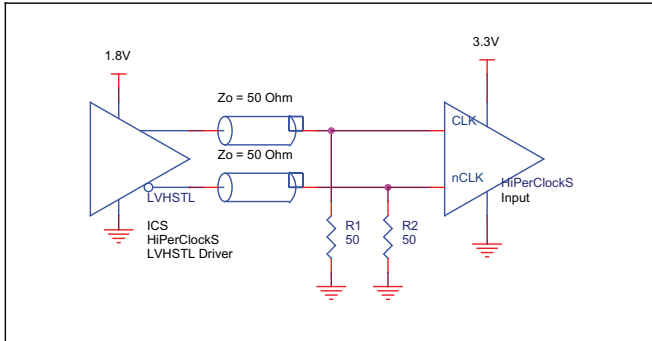 1.8V
3.3V
Zo = 50 Ohm
CLK
Zo = 50 Ohm
nCLK
LVHSTL
HiPerClockS
Input
ICS
HiPerClockS
LVHSTL Driver
R1
50
R2
50